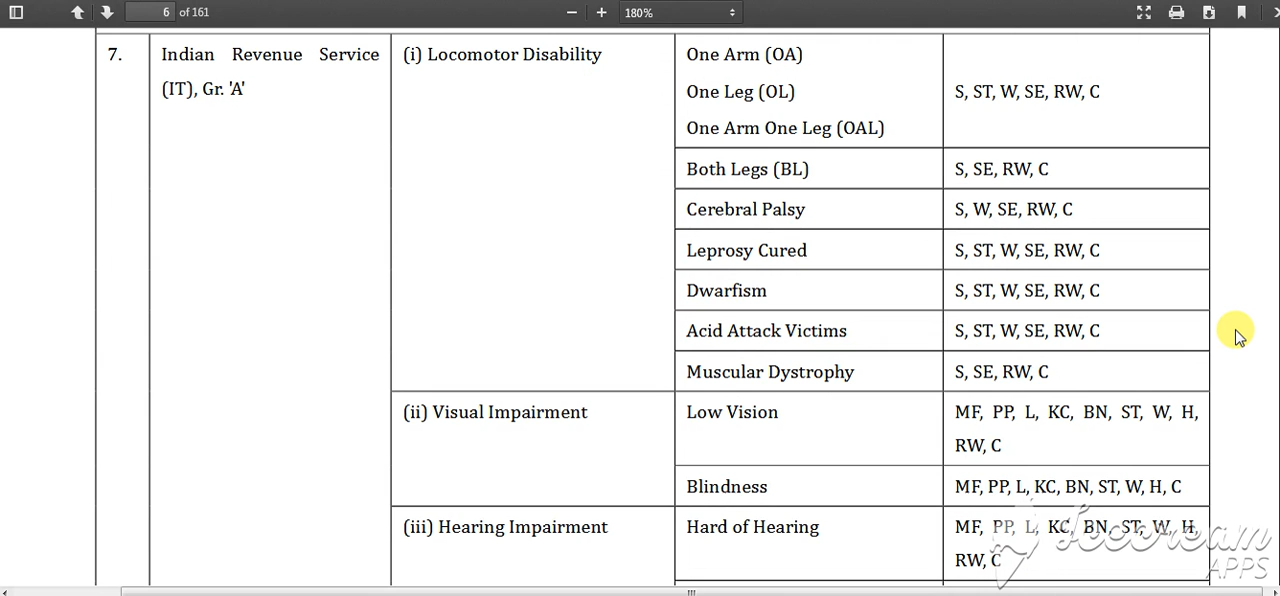 6 of 161
180%
7. Indian Revenue Service (i) Locomotor Disability One Arm (OA)
(IT), Gr. 'A' One Leg (OL) S, ST, W, SE, RW, C
One Arm One Leg (OAL)
Both Legs (BL) S, SE, RW, C
Cerebral Palsy S, W, SE, RW, C
Leprosy Cured S, ST, W, SE, RW, C
Dwarfism S, ST, W, SE, RW, C
Acid Attack Victims S, ST, W, SE, RW, C
Muscular Dystrophy S, SE, RW, C
(ii) Visual Impairment Low Vision MF, PP, L, KC, BN, ST, W, H,
RW, C
Blindness MF, PP, L, KC, BN, ST, W, H, C
(iii) Hearing Impairment Hard of Hearing MF, PP, L, KC, BN, ST, W, H,
RW, C
Icecream
APPS